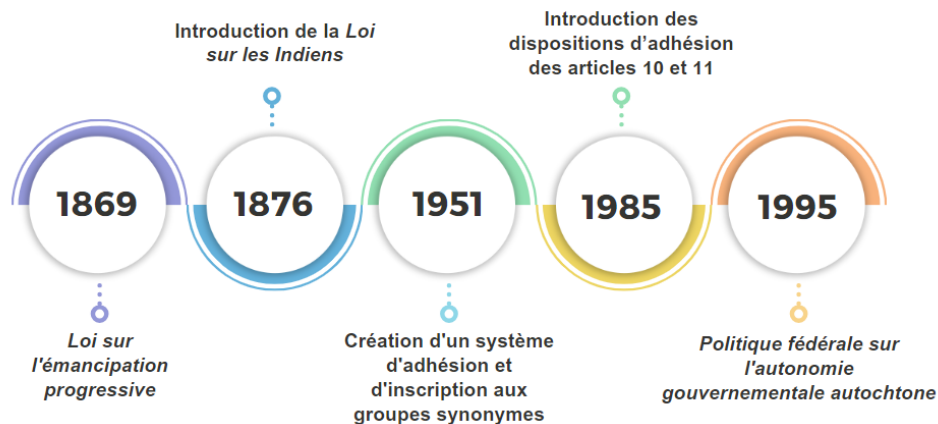 Introduction de la Loi
sur les Indiens
Introduction des
dispositions d’adhésion
des articles 10 et 11
1869
1876
1951
1985
1995
Loi sur
l'émancipation
progressive
Création d'un système
d'adhésion et
d'inscription aux
groupes synonymes
Politique fédérale sur
l'autonomie
gouvernementale autochtone